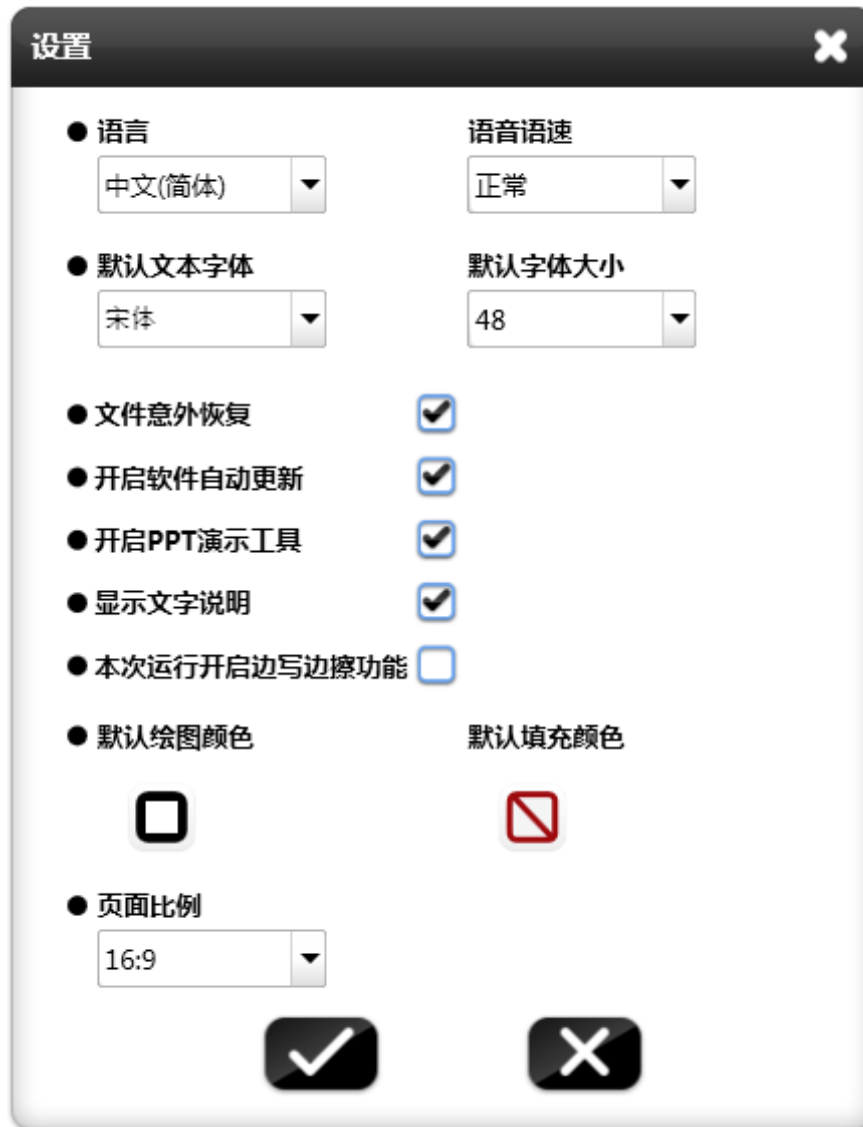 设置
语言 语音语速
中文(简体) 正常
默认文本字体 默认字体大小
宋体 48
文件意外恢复
开启软件自动更新
开启PPT演示工具
显示文字说明
本次运行开启边写边擦功能
默认绘图颜色 默认填充颜色
页面比例
16:9